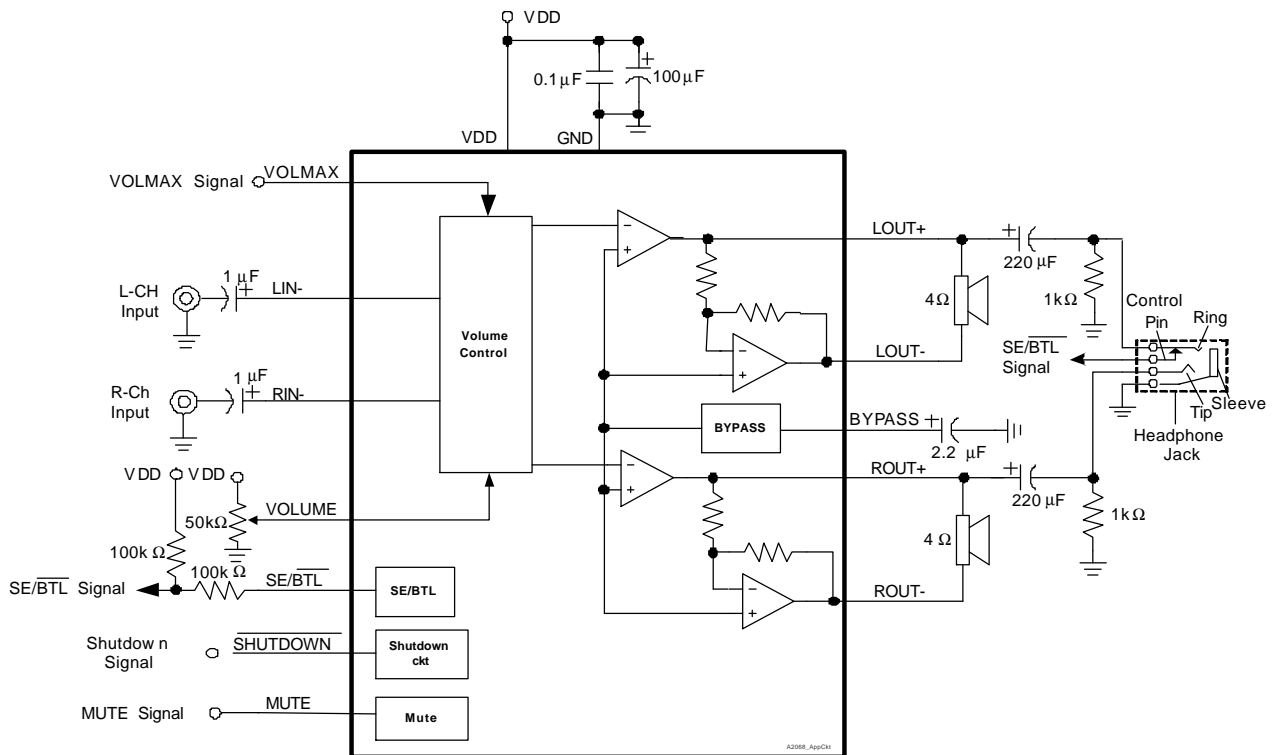 VDD
0.1μF
100μF
VDD
GND
VOLMAX Signal
VOLMAX
LOUT+
220 μF
1 μF
L-CH
Input
LIN-
4Ω
1kΩ
Control
Pin
Ring
Volume
Control
LOUT-
SE/BTL
Signal
1 μF
R-Ch
Input
RIN-
Tip
Sleeve
BYPASS
BYPASS
2.2 μF
Headphone
Jack
VDD
VDD
ROUT+
220 μF
50kΩ
VOLUME
1kΩ
100k Ω
4 Ω
100kΩ
SE/BTL Signal
SE/BTL
SE/BTL
ROUT-
Shutdow n
Signal
SHUTDOWN
Shutdown
ckt
MUTE Signal
MUTE
Mute
A2068_AppCkt